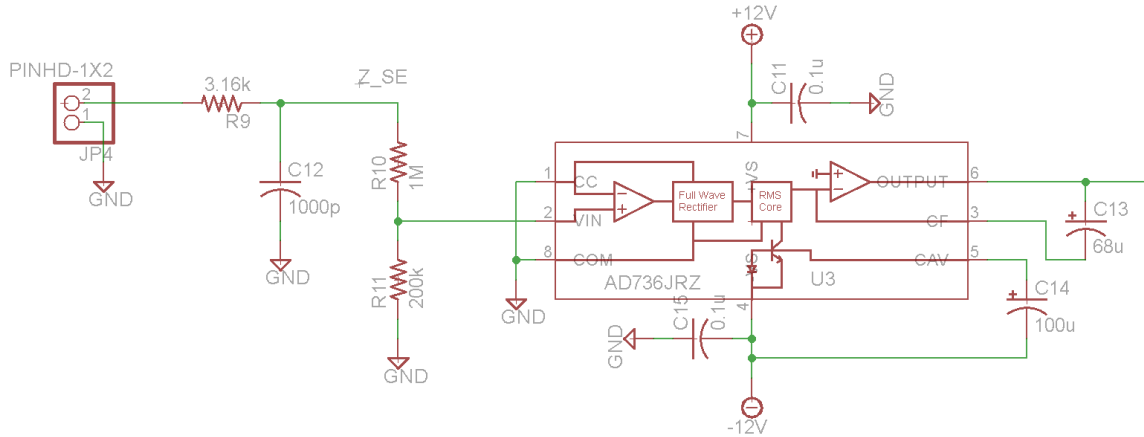 +12V
PINHD-1X2
3.16k
Z_SE
C11
0.1u
GND
2
1
R9
JP4
7
R10
1M
C12
1000p
GND
1
CC
+VS
OUTPUT
6
Full Wave
Rectifier
RMS
Core
2
VIN
CF
3
C13
68u
8
COM
-VS
CAV
5
R11
200k
AD736JRZ
U3
C14
100u
GND
GND
4
C15
0.1u
GND
GND
-12V